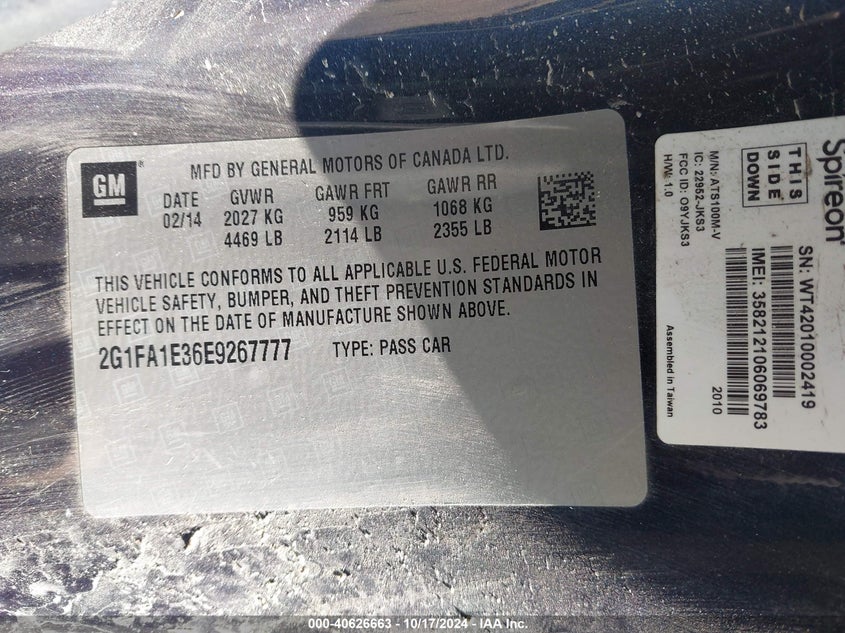 GM
MFD BY GENERAL MOTORS OF CANADA LTD.
DATE GVWR GAWR FRT GAWR RR
02/14 2027 KG 959 KG 1068 KG
4469 LB 2114 LB 2355 LB
THIS VEHICLE CONFORMS TO ALL APPLICABLE U.S. FEDERAL MOTOR
VEHICLE SAFETY, BUMPER, AND THEFT PREVENTION STANDARDS IN
EFFECT ON THE DATE OF MANUFACTURE SHOWN ABOVE.
2G1FA1E36E9267777 TYPE: PASS CAR
Spireon
THIS
SIDE
DOWN
M/N: ATS100M-V
IC: 22982-JKS3
FCC ID: O9YJKS3
H/W: 1.0
SN: WT42010002419
IMEI: 358212106069783
2010
Assembled in Taiwan
000-40626663 - 10/17/2024 - IAA Inc.